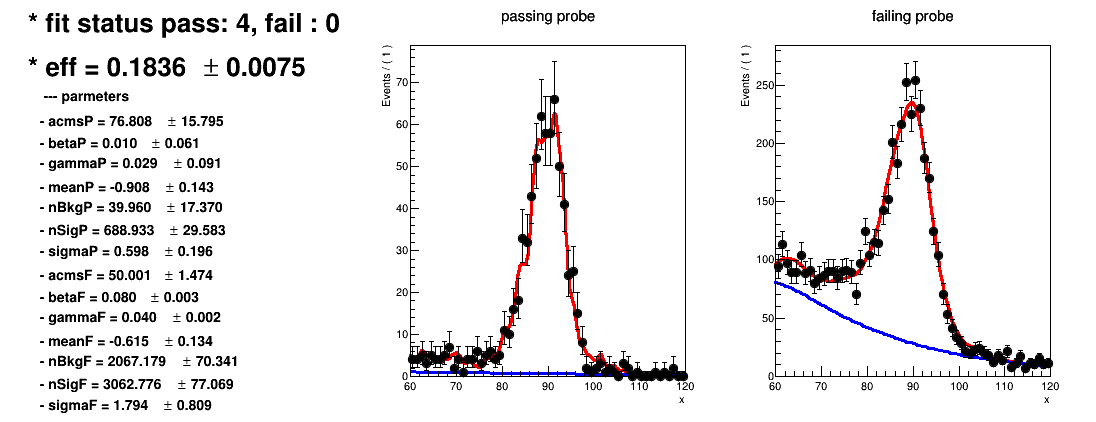 * fit status pass: 4, fail : 0
* eff = 0.1836 ± 0.0075
--- parmeters
- acmsP = 76.808 ± 15.795
- betaP = 0.010 ± 0.061
- gammaP = 0.029 ± 0.091
- meanP = -0.908 ± 0.143
- nBkgP = 39.960 ± 17.370
- nSigP = 688.933 ± 29.583
- sigmaP = 0.598 ± 0.196
- acmsF = 50.001 ± 1.474
- betaF = 0.080 ± 0.003
- gammaF = 0.040 ± 0.002
- meanF = -0.615 ± 0.134
- nBkgF = 2067.179 ± 70.341
- nSigF = 3062.776 ± 77.069
- sigmaF = 1.794 ± 0.809
passing probe
Events / ( 1 )
70
60
50
40
30
20
10
0
60 70 80 90 100 110 120
x
failing probe
Events / ( 1 )
250
200
150
100
50
0
60 70 80 90 100 110 120
x